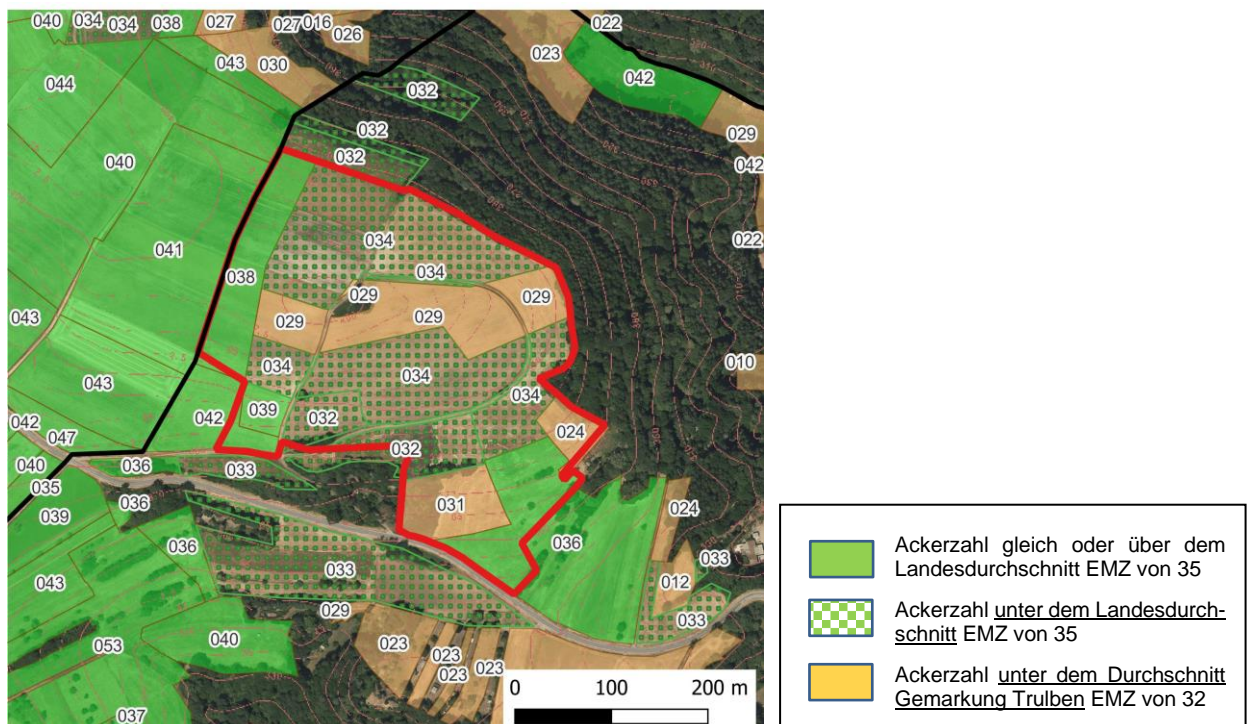 040 034 034 038 027 027 016 026 022
044 043 030 032 023 042
040 032 032 029 042
041 038 034 034 029 029 029 029 022
043 043 034 034 034 010
042 047 042 039 032 032 024
040 036 033 031 024
035 036 036
039 036 033 033
043 029 012 033
053 040 023 023 023 023
037
0 100 200 m
Ackerzahl gleich oder über dem
Landesdurchschnitt EMZ von 35
Ackerzahl unter dem Landesdurch-
schnitt EMZ von 35
Ackerzahl unter dem Durchschnitt
Gemarkung Trulben EMZ von 32